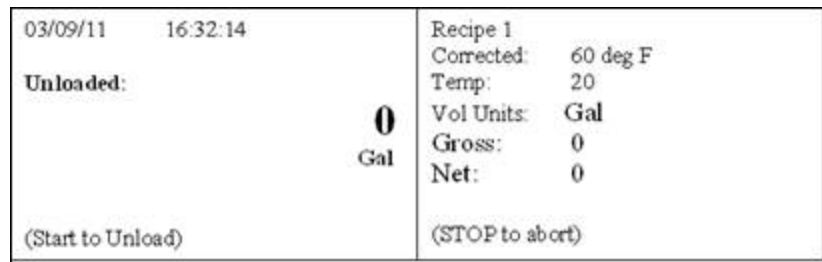 03/09/11 16:32:14
Unloaded:
0
Gal
(Start to Unload)
Recipe 1
Corrected: 60 deg F
Temp: 20
Vol Units: Gal
Gross: 0
Net: 0
(STOP to abort)